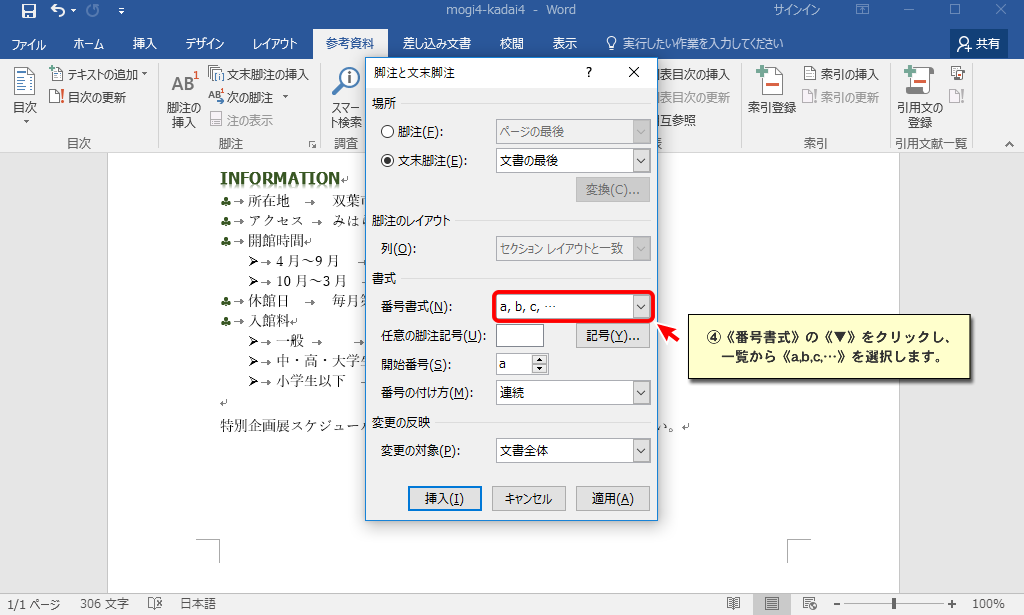 mogi4-kadai4 - Word
サインイン
ファイル ホーム 挿入 デザイン レイアウト 参考資料 差し込み文書 校閲 表示 実行したい作業を入力してください 共有
目次
テキストの追加
目次の更新
目次
AB1
脚注の
挿入
文末脚注の挿入
次の脚注
注の表示
脚注
スマー
ト検索
調査
表目次の挿入
表目次の更新
互参照
索引登録
索引の挿入
索引の更新
索引
引用文の
登録
引用文献一覧
脚注と文末脚注
?
場所
脚注(F): ページの最後
文末脚注(E): 文書の最後
変換(C)...
脚注のレイアウト
列(O): セクション レイアウトと一致
書式
番号書式(N): a, b, c, …
任意の脚注記号(U): 記号(Y)...
開始番号(S): a
番号の付け方(M): 連続
変更の反映
変更の対象(P): 文書全体
挿入(I) キャンセル 適用(A)
INFORMATION
所在地 → 双葉
アクセス → みは
開館時間
4月～9月
10月～3月
休館日 → 毎月
入館料
一般
中・高・大学
小学生以下
特別企画展スケジュー
い。
④《番号書式》の《▼》をクリックし、
一覧から《a,b,c,…》を選択します。
1/1 ページ 306 文字 日本語 100%